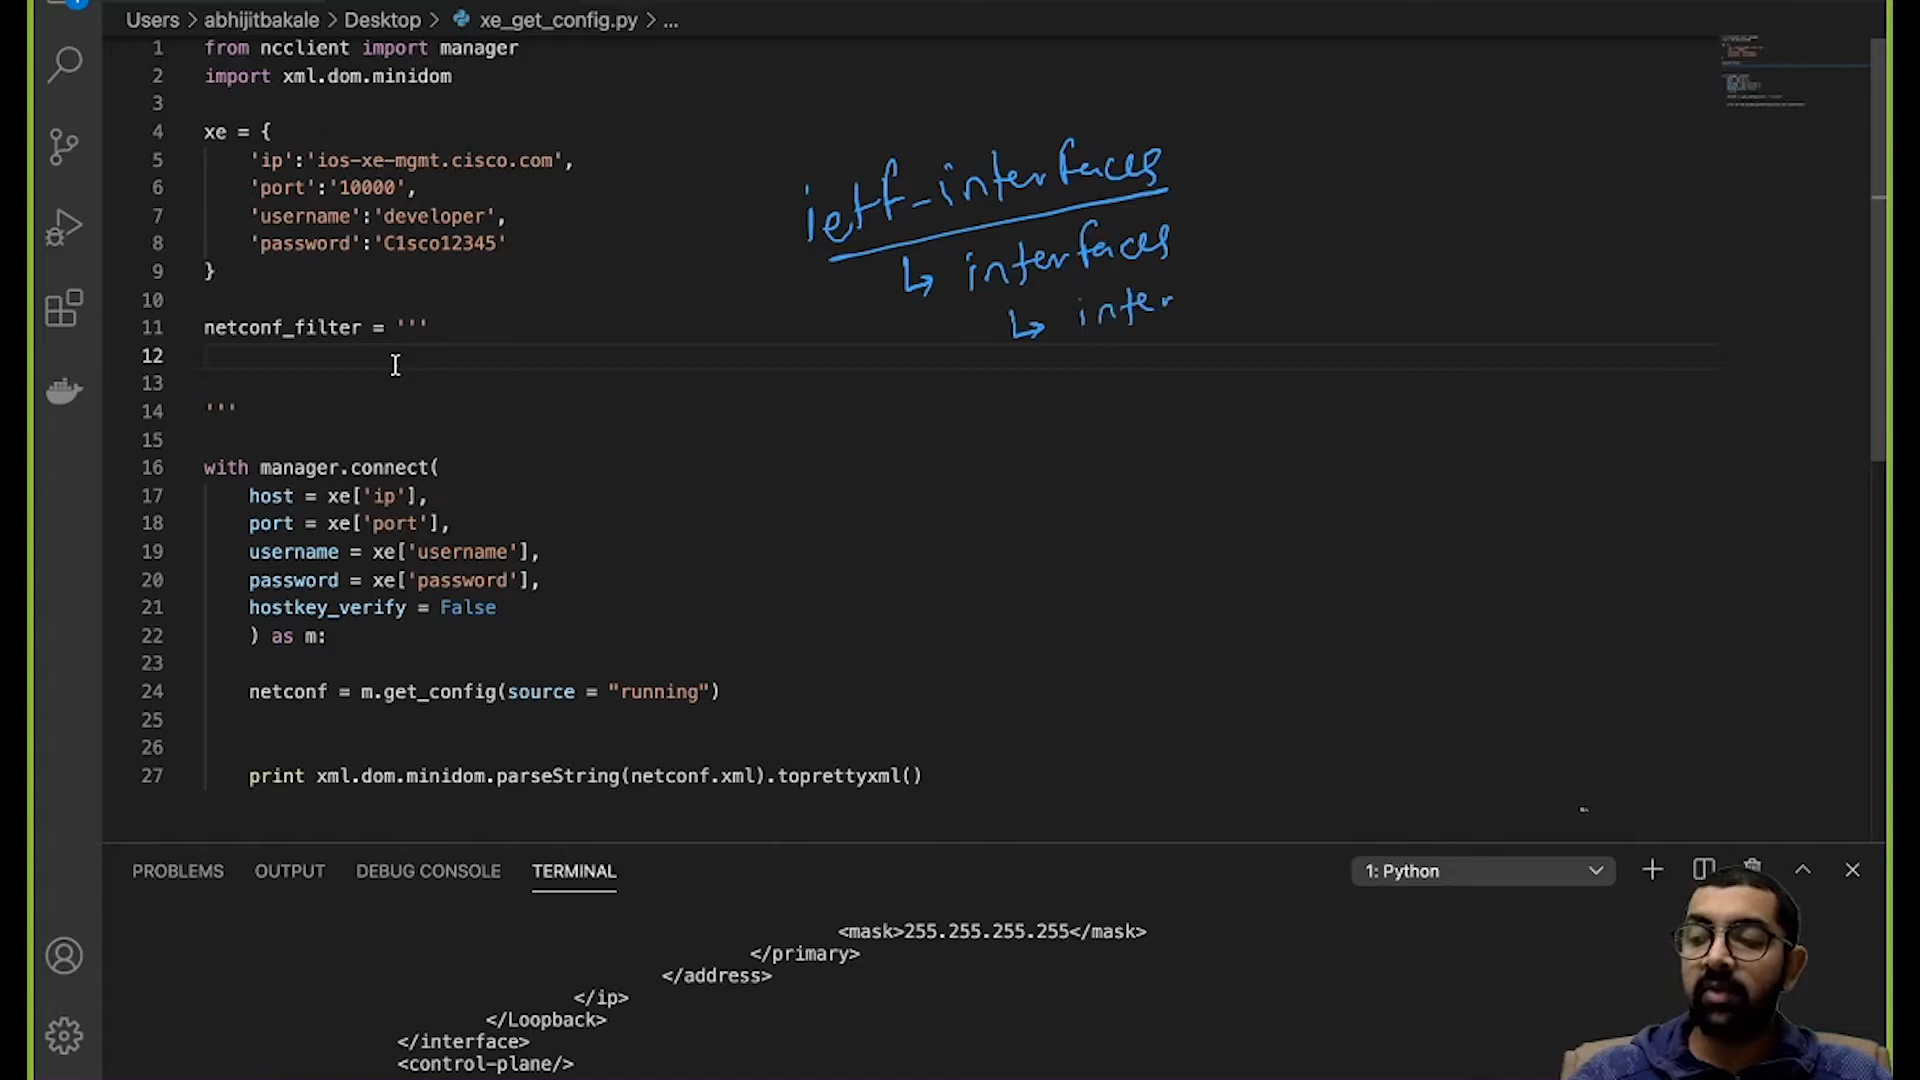 Users > abhijitbakale > Desktop > xe_get_config.py > ...
1 from ncclient import manager
2 import xml.dom.minidom
3
4 xe = {
5 'ip':'ios-xe-mgmt.cisco.com',
6 'port':'10000',
7 'username':'developer',
8 'password':'C1sco12345'
9 }
10
11 netconf_filter = '''
12
13
14 '''
15
16 with manager.connect(
17 host = xe['ip'],
18 port = xe['port'],
19 username = xe['username'],
20 password = xe['password'],
21 hostkey_verify = False
22 ) as m:
23
24 netconf = m.get_config(source = "running")
25
26
27 print xml.dom.minidom.parseString(netconf.xml).toprettyxml()
ietf-interfaces
↳ interfaces
↳ inter
PROBLEMS OUTPUT DEBUG CONSOLE TERMINAL 1: Python
<mask>255.255.255.255</mask>
</primary>
</address>
</ip>
</Loopback>
</interface>
<control-plane/>